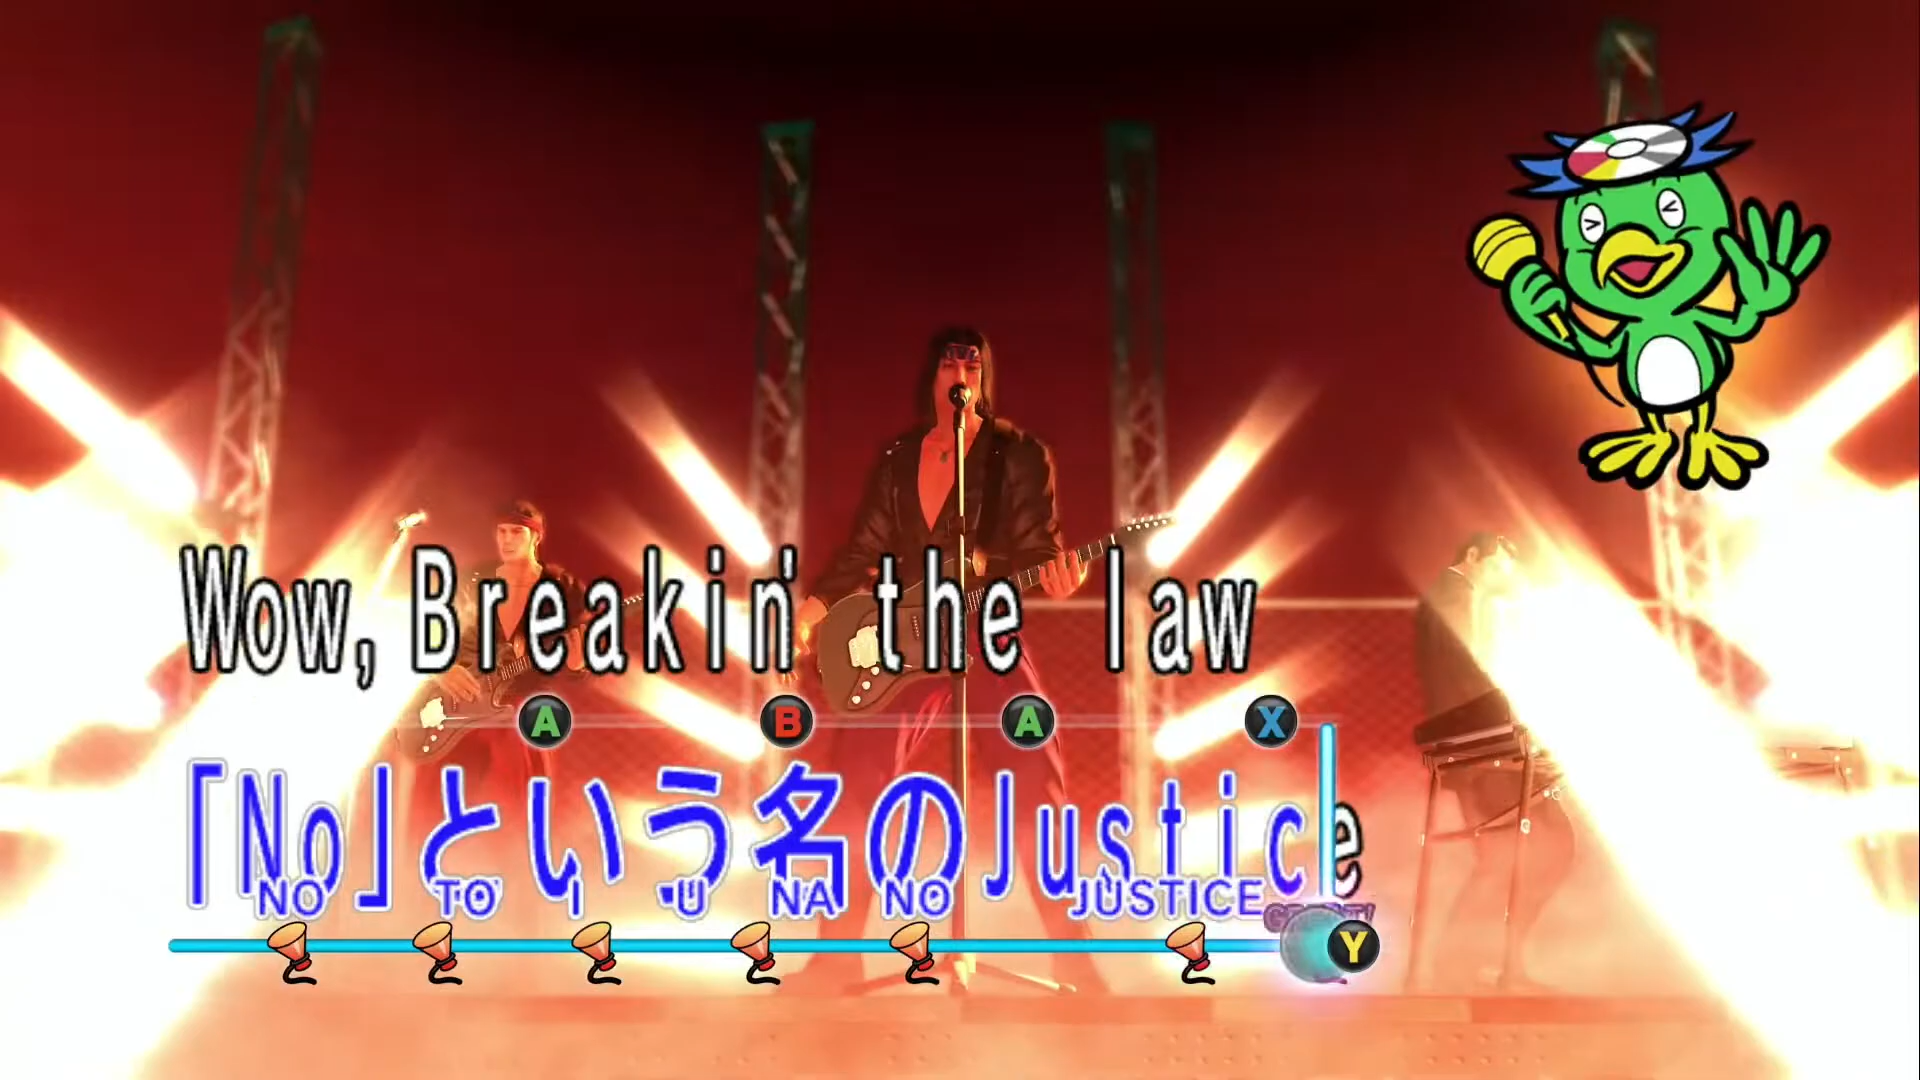 Wow, Breakin' the law
A B A X
「No」という名のJustice
NO TO I U NA NO JUSTICE
GREAT!
Y